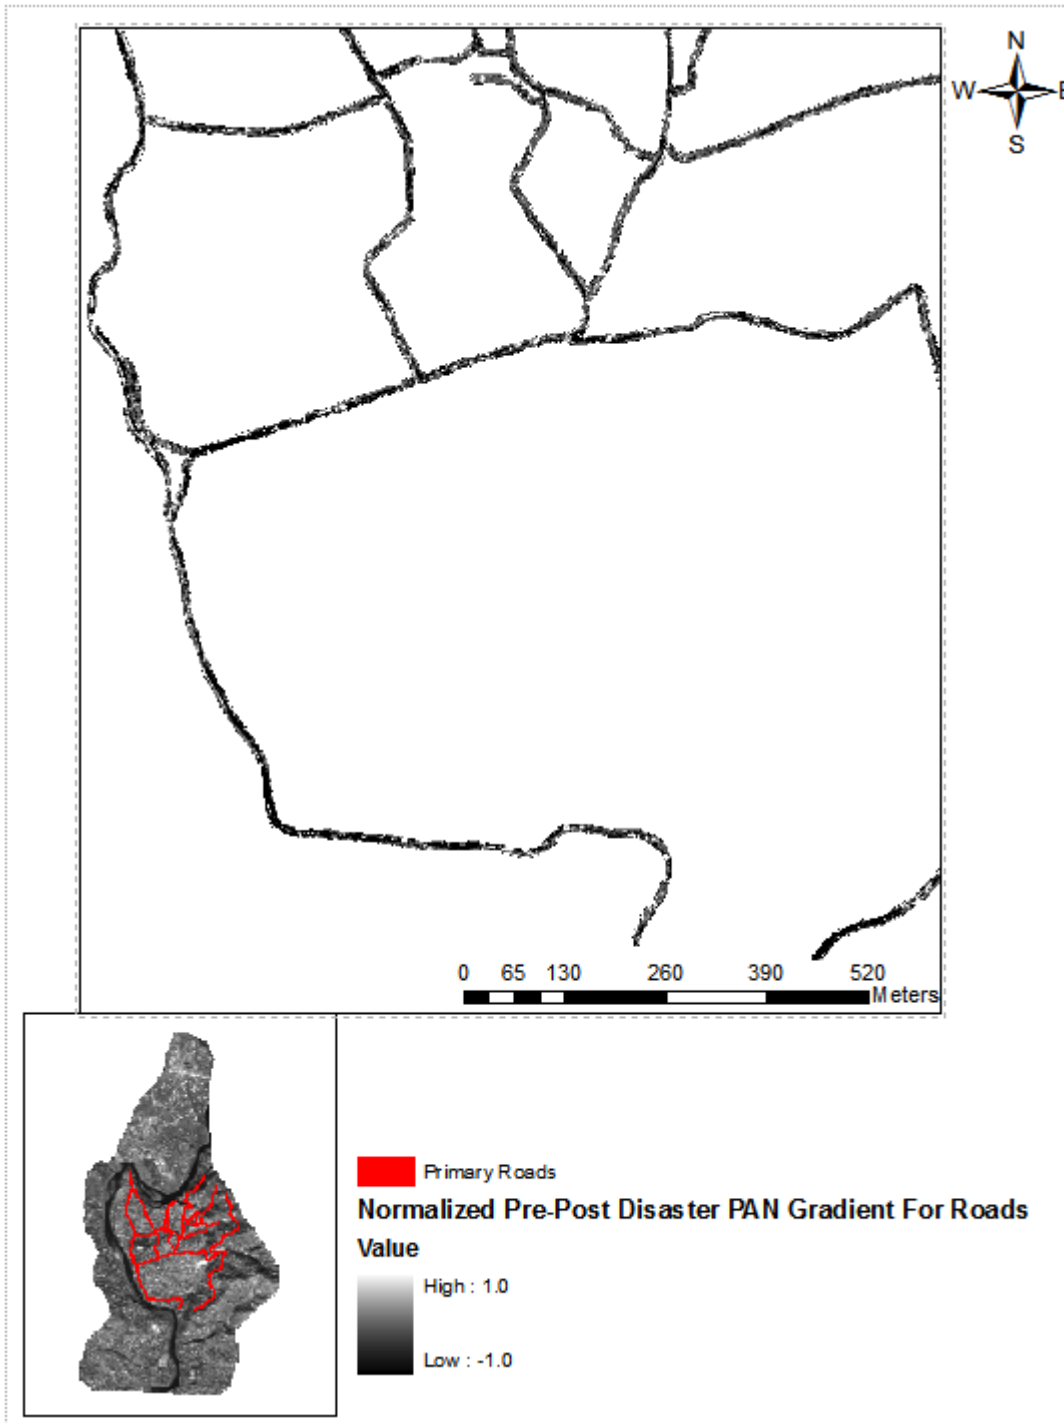 N
W E
S
0 65 130 260 390 520
Meters
Primary Roads
Normalized Pre-Post Disaster PAN Gradient For Roads
Value
High : 1.0
Low : -1.0